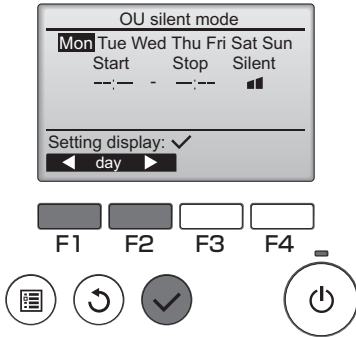 OU silent mode
Mon Tue Wed Thu Fri Sat Sun
Start Stop Silent
--:-- - --:--
Setting display: ✓
◀ day ▶
F1 F2 F3 F4